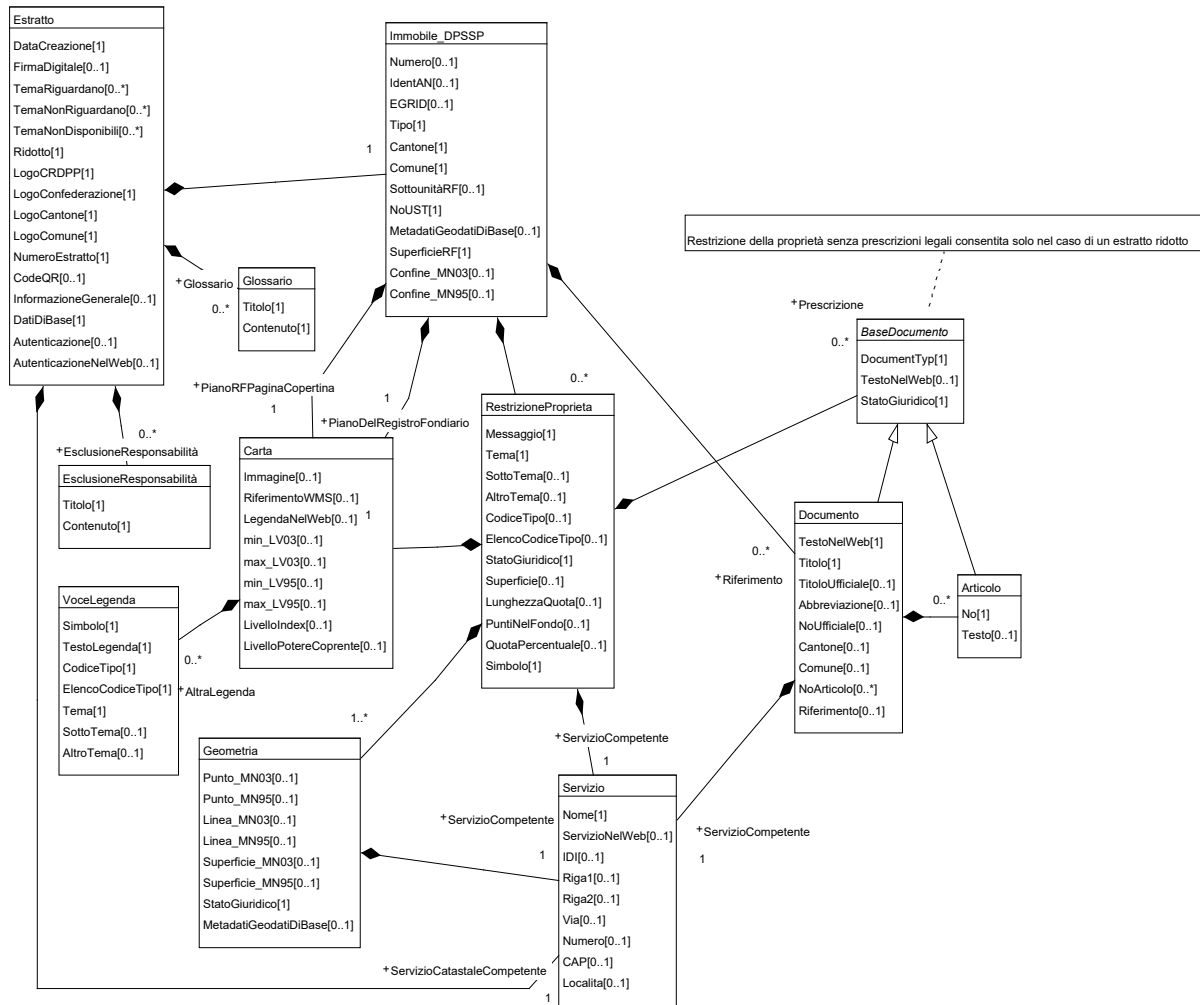 Estratto
DataCreazione[1]
FirmaDigitale[0..1]
TemaRiguardano[0..*]
TemaNonRiguardano[0..*]
TemaNonDisponibili[0..*]
Ridotto[1]
LogoCRDPP[1]
LogoConfederazione[1]
LogoCantone[1]
LogoComune[1]
NumeroEstratto[1]
CodeQR[1]
InformazioneGenerale[0..1]
DatiDiBase[1]
Autenticazione[0..1]
AutenticazioneNelWeb[0..1]
1
Immobile_DPSSP
Numero[0..1]
IdentAN[0..1]
EGRID[0..1]
Tipo[1]
Cantone[1]
Comune[1]
SottounitàRF[0..1]
NoUST[1]
MetadatiGeodatiDiBase[0..1]
SuperficieRF[1]
Confine_MN03[0..1]
Confine_MN95[0..1]
Restrizione della proprietà senza prescrizioni legali consentita solo nel caso di un estratto ridotto
+Glossario
0..*
Glossario
Titolo[1]
Contenuto[1]
+Prescrizione
0..*
BaseDocumento
DocumentTyp[1]
TestoNelWeb[0..1]
StatoGiuridico[1]
+PianoRFPaginaCopertina
1
1
+PianoDelRegistroFondiario
0..*
0..*
+EsclusioneResponsabilità
EsclusioneResponsabilità
Titolo[1]
Contenuto[1]
Carta
Immagine[0..1]
RiferimentoWMS[0..1]
LegendaNelWeb[0..1]
min_LV03[0..1]
max_LV03[0..1]
min_LV95[0..1]
max_LV95[0..1]
LivelloIndex[0..1]
LivelloPotereCoprente[0..1]
1
RestrizioneProprieta
Messaggio[1]
Tema[1]
SottoTema[0..1]
AltroTema[0..1]
CodiceTipo[0..1]
ElencoCodiceTipo[0..1]
StatoGiuridico[1]
Superficie[0..1]
LunghezzaQuota[0..1]
PuntiNelFondo[0..1]
QuotaPercentuale[0..1]
Simbolo[1]
0..*
+Riferimento
Documento
TestoNelWeb[1]
Titolo[1]
TitoloUfficiale[0..1]
Abbreviazione[0..1]
NoUfficiale[0..1]
Cantone[0..1]
Comune[0..1]
NoArticolo[0..*]
Riferimento[0..1]
0..*
Articolo
No[1]
Testo[0..1]
VoceLegenda
Simbolo[1]
TestoLegenda[1]
CodiceTipo[1]
ElencoCodiceTipo[1]
Tema[1]
SottoTema[0..1]
AltroTema[0..1]
0..*
+AltraLegenda
1..*
Geometria
Punto_MN03[0..1]
Punto_MN95[0..1]
Linea_MN03[0..1]
Linea_MN95[0..1]
Superficie_MN03[0..1]
Superficie_MN95[0..1]
StatoGiuridico[1]
MetadatiGeodatiDiBase[0..1]
+ServizioCompetente
1
Servizio
Nome[1]
ServizioNelWeb[0..1]
IDI[0..1]
Riga1[0..1]
Riga2[0..1]
Via[0..1]
Numero[0..1]
CAP[0..1]
Localita[0..1]
+ServizioCompetente
1
+ServizioCompetente
1
+ServizioCatastaleCompetente
1